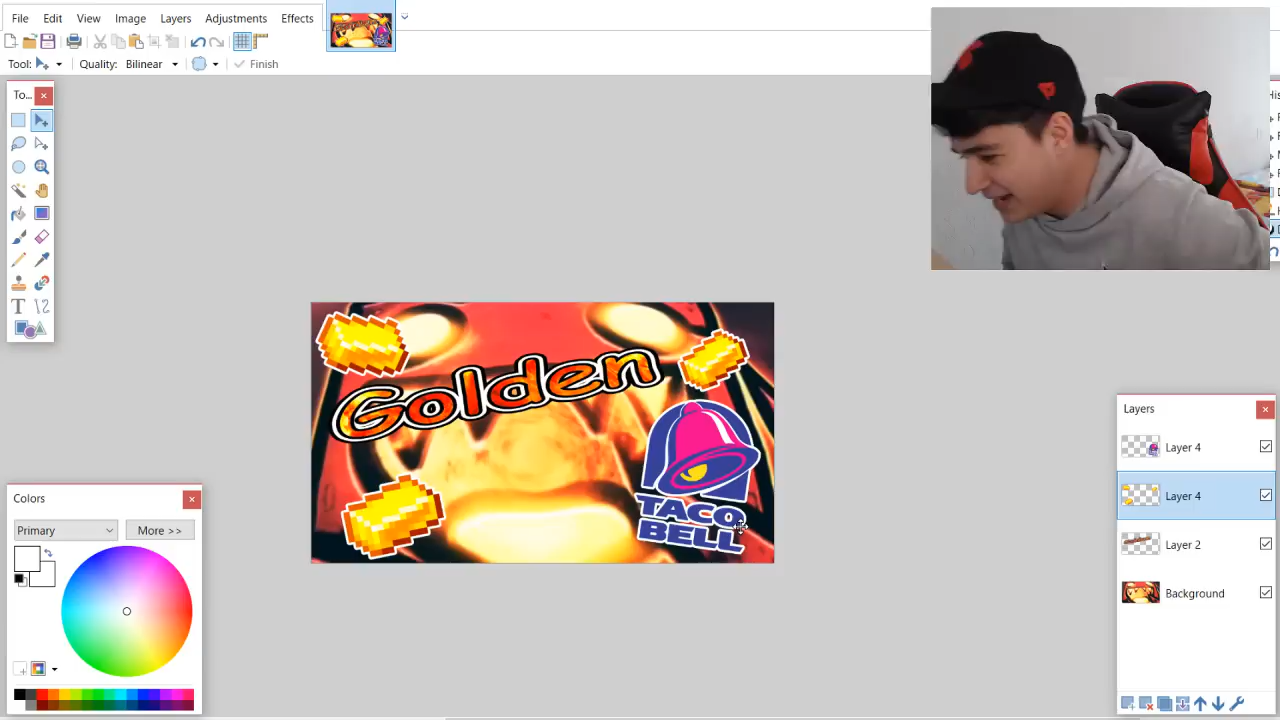 File Edit View Image Layers Adjustments Effects
Tool: Quality: Bilinear Finish
To...
His
Golden
TACO
BELL
Layers
Layer 4
Layer 4
Layer 2
Background
Colors
Primary More >>